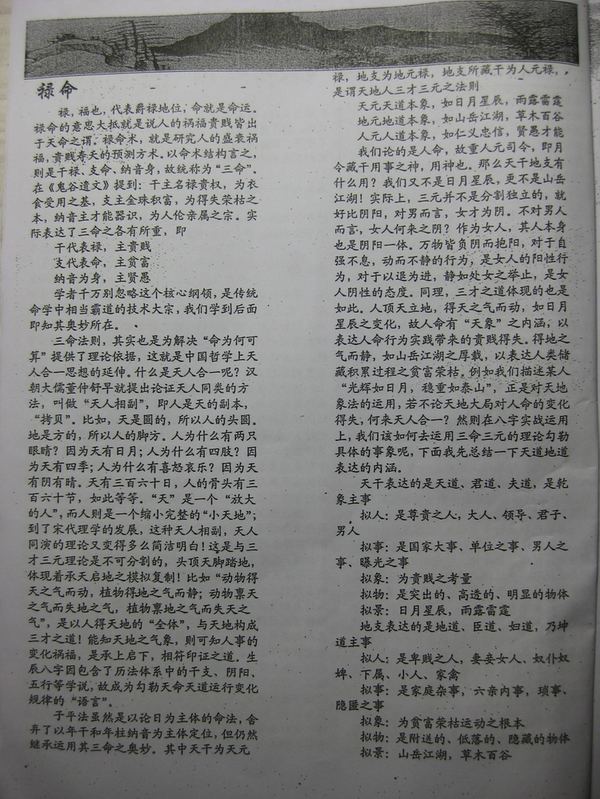 禄命
禄,福也,代表爵禄地位,命就是命运。
禄命的意思大抵就是说人的祸福贵贱皆出
于天命之谓。禄命术,就是研究人的盛衰祸
福,贵贱寿夭的预测方术。以命术结构言之,
则是干禄、支命、纳音身,故统称为“三命”。
在《鬼谷遗文》提到:干主名禄贵权,为衣
食受用之基,支主金珠积富,为得失荣枯之
本,纳音主才能器识,为人伦亲属之宗。实
际表达了三命之各有所重,即
干代表禄,主贵贱
支代表命,主贫富
纳音为身,主贤愚
学者千万别忽略这个核心纲领,是传统
命学中相当霸道的技术大宗,我们学到后面
即知其奥妙所在。
三命法则,其实也是为解决“命为何可
算”提供了理论依据,这就是中国哲学上天
人合一思想的延伸。什么是天人合一呢?汉
朝大儒董仲舒早就提出论证天人同类的方
法,叫做“天人相副”,即人是天的副本,
“拷贝”。比如,天是圆的,所以人的头圆。
地是方的,所以人的脚方。人为什么有两只
眼睛?因为天有日月;人为什么有四肢?因
为天有四季;人为什么有喜怒哀乐?因为天
有阴有晴。天有三百六十日,人的骨头有三
百六十节,如此等等。“天”是一个“放大
的人”,而人则是一个缩小完整的“小天地”;
到了宋代理学的发展,这种天人相副,天人
同演的理论又变得多么简洁明白!这是与三
才三元理论是不可分割的,头顶天脚踏地,
体现着承天启地之模拟复制!比如“动物得
天之气而动,植物得地之气而静;动物禀天
之气而失地之气,植物禀地之气而失天之
气”,是以人得天地的“全体”,与天地构成
三才之道!能知天地之气象,则可知人事的
变化祸福,是承上启下,相符印证之道。生
辰八字因包含了历法体系中的干支、阴阳、
五行等学说,故成为勾勒天命天道运行变化
规律的“语言”。
子平法虽然是以论日为主体的命法,舍
弃了以年干和年柱纳音为主体定位,但仍然
继承运用其三命之奥妙。其中天干为天元
禄,地支为地元禄,地支所藏干为人元禄,
是谓天地人三才三元之法则
天元天道本象,如日月星辰,雨露雷霆
地元地道本象,如山岳江湖,草木百谷
人元人道本象,如仁义忠信,贤愚才能
我们论的是人命,故重人元司令,即月
令藏干用事之神,用神也。那么天干地支有
什么用?我们又不是日月星辰,更不是山岳
江湖!实际上,三元并不是分割独立的,就
好比阴阳,对男而言,女才为阴。不对男人
而言,女人何来之阴?作为女人,其人本身
也是阴阳一体。万物皆负阴而抱阳,对于自
强不息,动而不静的行为,是女人的阳性行
为,对于以退为进,静如处女之举止,是女
人阴性的态度。同理,三才之道体现的也是
如此。人顶天立地,得天之气而动,如日月
星辰之变化,故人命有“天象”之内涵,以
表达人命行为实践带来的贵贱得失。得地之
气而静,如山岳江湖之厚载,以表达人类储
藏积累过程之贫富荣枯。例如我们描述某人
“光辉如日月,稳重如泰山”,正是对天地
象法的运用,若不论天地大局对人命的变化
得失,何来天人合一?然则在八字实战运用
上,我们该如何去运用三命三元的理论勾勒
具体的事象呢,下面我先总结一下天道地道
表达的内涵。
天干表达的是天道、君道、夫道,是乾
象主事
拟人:是尊贵之人,大人、领导、君子、
男人
拟事:是国家大事、单位之事、男人之
事、曝光之事
拟象:为贵贱之考量
拟物:是突出的、高透的、明显的物体
拟景:日月星辰,雨露雷霆
地支表达的是地道、臣道、妇道,乃坤
道主事
拟人:是卑贱之人,妻妾女人、奴仆奴
婢、下属、小人、家禽
拟事:是家庭杂事,六亲内事,琐事、
隐匿之事
拟象:为贫富荣枯运动之根本
拟物:是附送的、低落的、隐藏的物体
拟景:山岳江湖,草木百谷